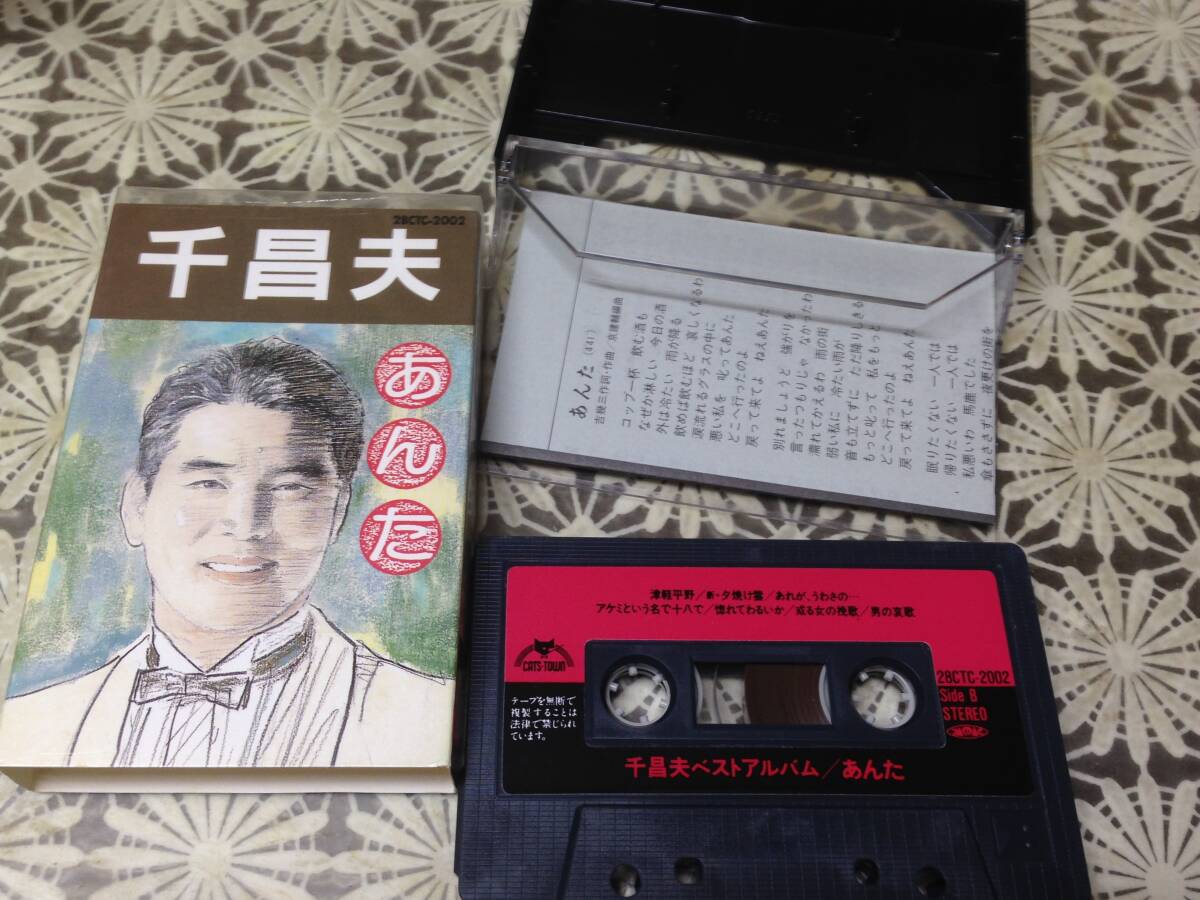 28CTC-2002
千昌夫
あんた
あんた (4:41)
吉幾三作詞・作曲 京建輔編曲
コップ一杯 飲む酒も
なぜか淋しい 今日の酒
外は冷たい 雨が降る
飲めば飲むほど 哀しくなるわ
涙流れるグラスの中に
悪い私を 叱ってあんた
どこへ行ったのよ
戻って来てよ ねえあんた
別れましょうと 強がりを
言ったつもりじゃ なかったわ
濡れてかえるわ 雨の街
弱い私に 冷たい雨が
音も立てずに ただ降りしきる
もっと叱って 私をもっと
どこへ行ったのよ
戻って来てよ ねえあんた
眠りたくない 一人では
帰りたくない 一人では
私悪いわ 馬鹿でした
傘もささずに 夜更けの街を
津軽平野/新・夕焼け雲/あれが、うわさの…
アケミという名で十八で/惚れてわるいか/或る女の挽歌/男の哀歌
CATS-TOWN
28CTC-2002
Side B
STEREO
テープを無断で
複製することは
法律で禁じられ
ています。
千昌夫ベストアルバム/あんた